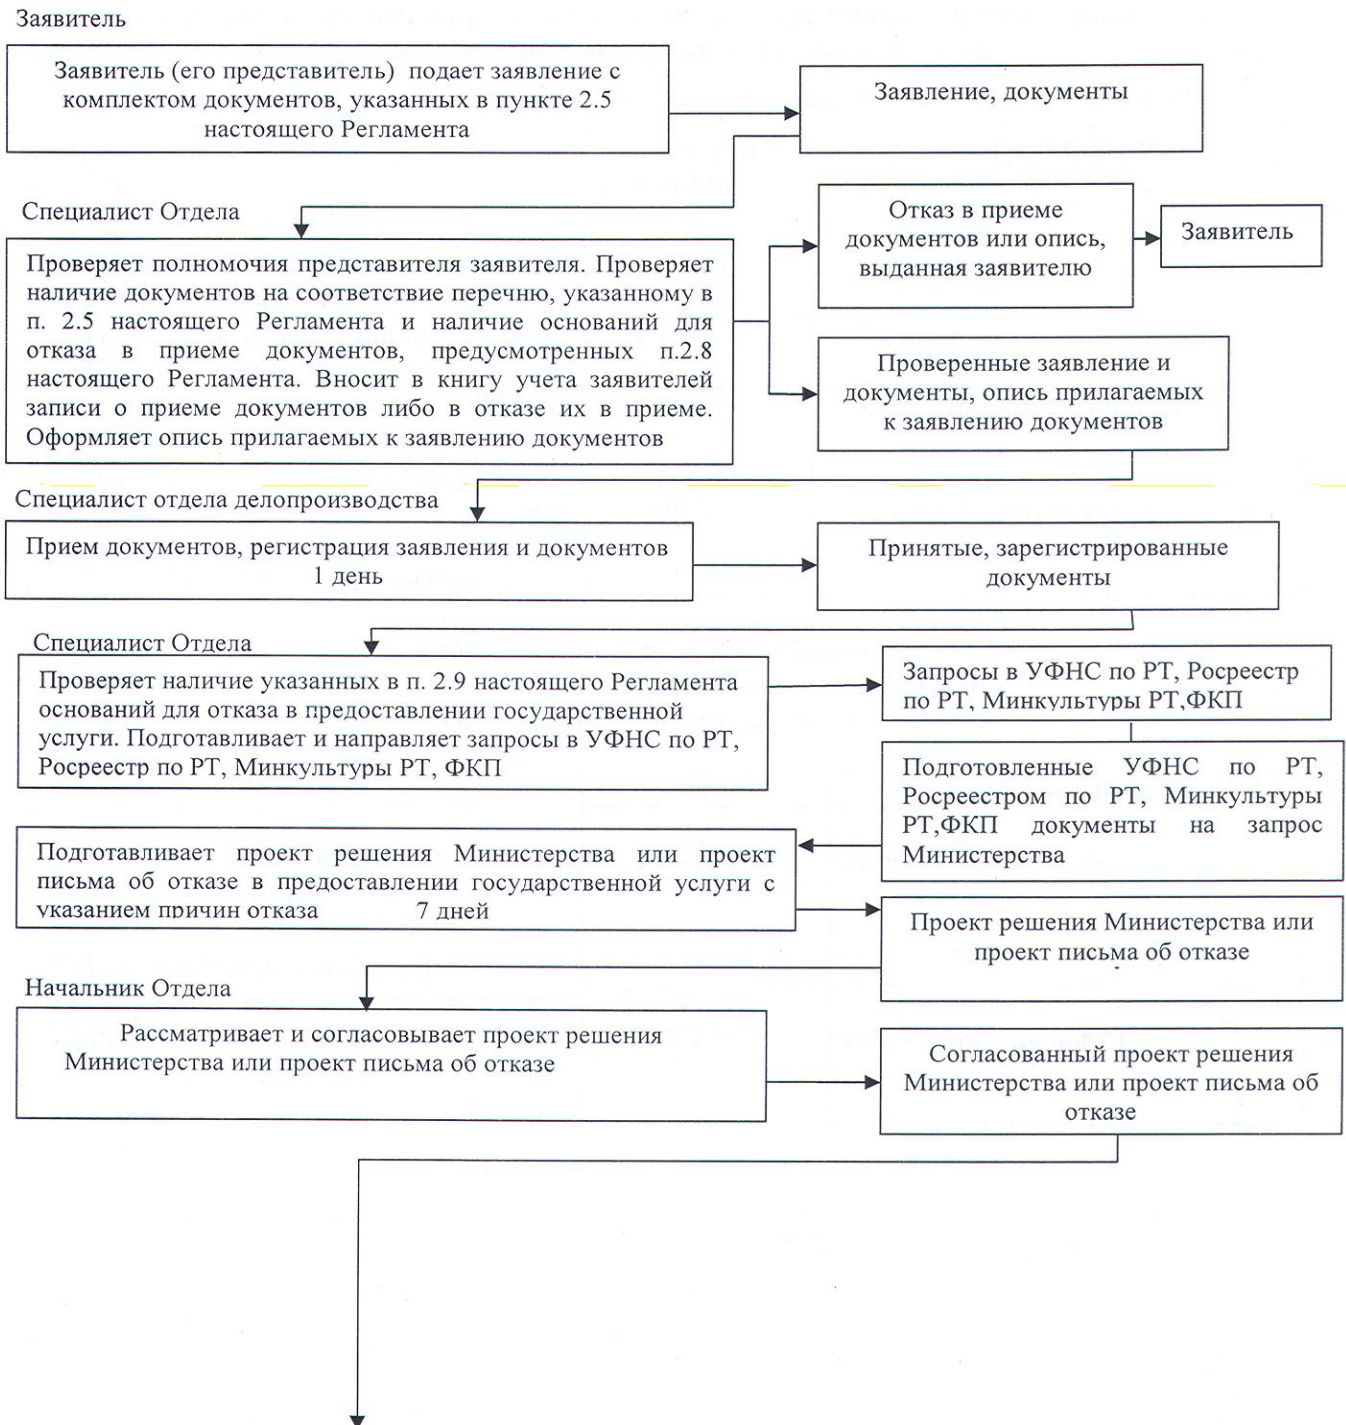 Заявитель
Заявитель (его представитель) подает заявление с
комплектом документов, указанных в пункте 2.5
настоящего Регламента
Заявление, документы
Специалист Отдела
Отказ в приеме
документов или опись,
выданная заявителю
Заявитель
Проверяет полномочия представителя заявителя. Проверяет
наличие документов на соответствие перечню, указанному в
п. 2.5 настоящего Регламента и наличие оснований для
отказа в приеме документов, предусмотренных п.2.8
настоящего Регламента. Вносит в книгу учета заявителей
записи о приеме документов либо в отказе их в приеме.
Оформляет опись прилагаемых к заявлению документов
Проверенные заявление и
документы, опись прилагаемых
к заявлению документов
Специалист отдела делопроизводства
Прием документов, регистрация заявления и документов
1 день
Принятые, зарегистрированные
документы
Специалист Отдела
Проверяет наличие указанных в п. 2.9 настоящего Регламента
оснований для отказа в предоставлении государственной
услуги. Подготавливает и направляет запросы в УФНС по РТ,
Росреестр по РТ, Минкультуры РТ, ФКП
Запросы в УФНС по РТ, Росреестр
по РТ, Минкультуры РТ,ФКП
Подготовленные УФНС по РТ,
Росреестром по РТ, Минкультуры
РТ,ФКП документы на запрос
Министерства
Подготавливает проект решения Министерства или проект
письма об отказе в предоставлении государственной услуги с
указанием причин отказа 7 дней
Проект решения Министерства или
проект письма об отказе
Начальник Отдела
Рассматривает и согласовывает проект решения
Министерства или проект письма об отказе
Согласованный проект решения
Министерства или проект письма об
отказе